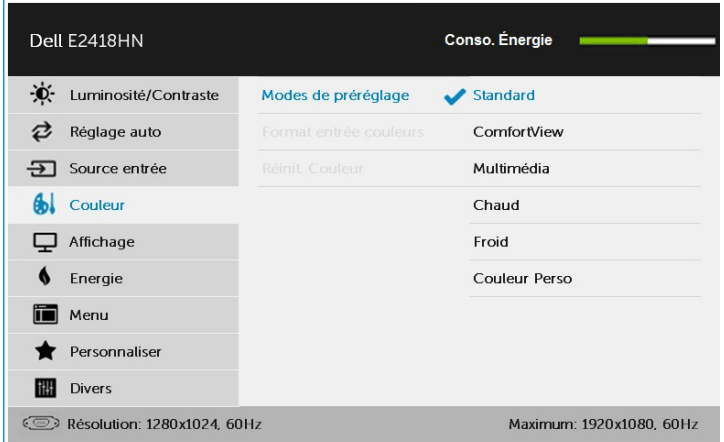 Dell E2418HN
Conso. Énergie
Luminosité/Contraste
Modes de préréglage
Standard
Réglage auto
Format entrée couleurs
ComfortView
Source entrée
Réinit. Couleur
Multimédia
Couleur
Chaud
Affichage
Froid
Energie
Couleur Perso
Menu
Personnaliser
Divers
Résolution: 1280x1024, 60Hz
Maximum: 1920x1080, 60Hz